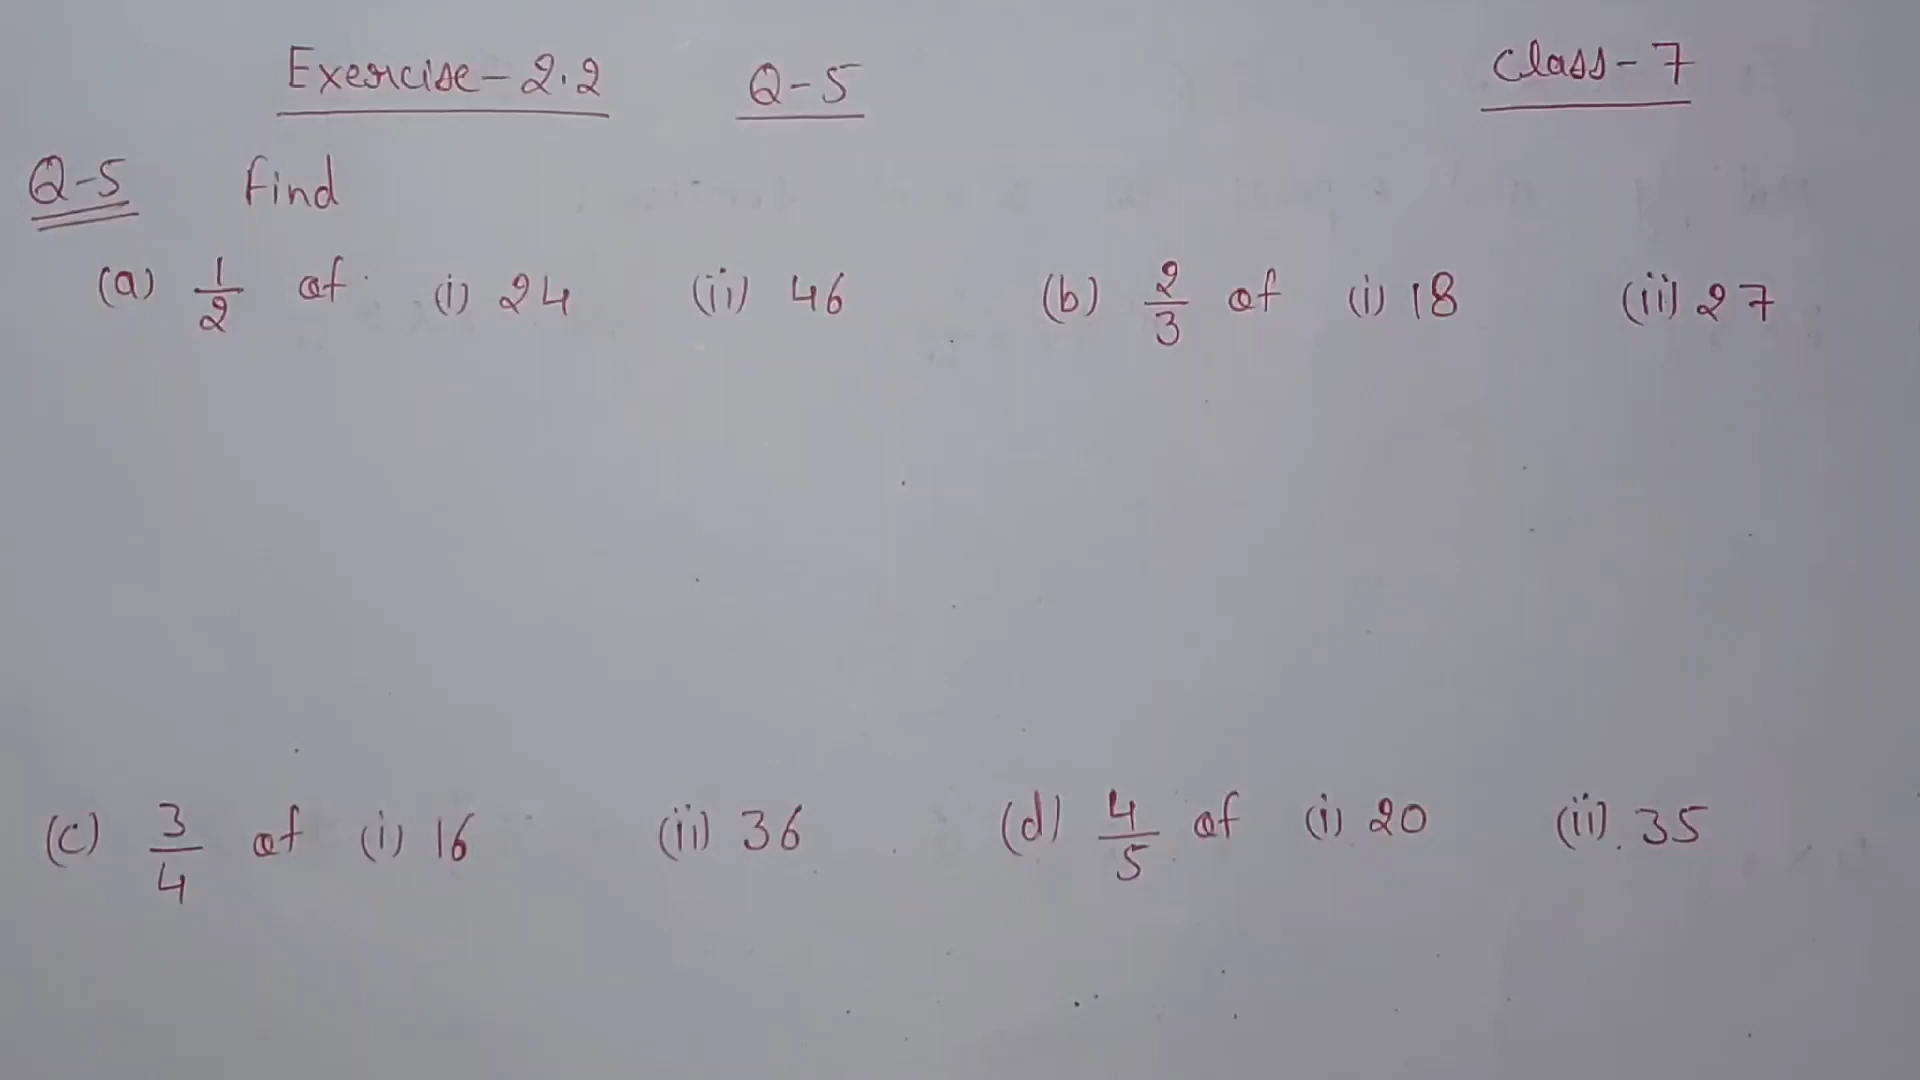 Exercise - 2.2 Q-5 Class - 7
Q-5 find
(a) 1/2 of (i) 24 (ii) 46 (b) 2/3 of (i) 18 (ii) 27
(c) 3/4 of (i) 16 (ii) 36 (d) 4/5 of (i) 20 (ii) 35